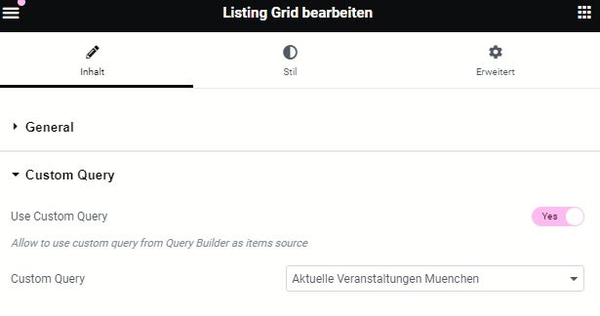 Listing Grid bearbeiten
Inhalt
Stil
Erweitert
General
Custom Query
Use Custom Query
Yes
Allow to use custom query from Query Builder as items source
Custom Query
Aktuelle Veranstaltungen Muenchen